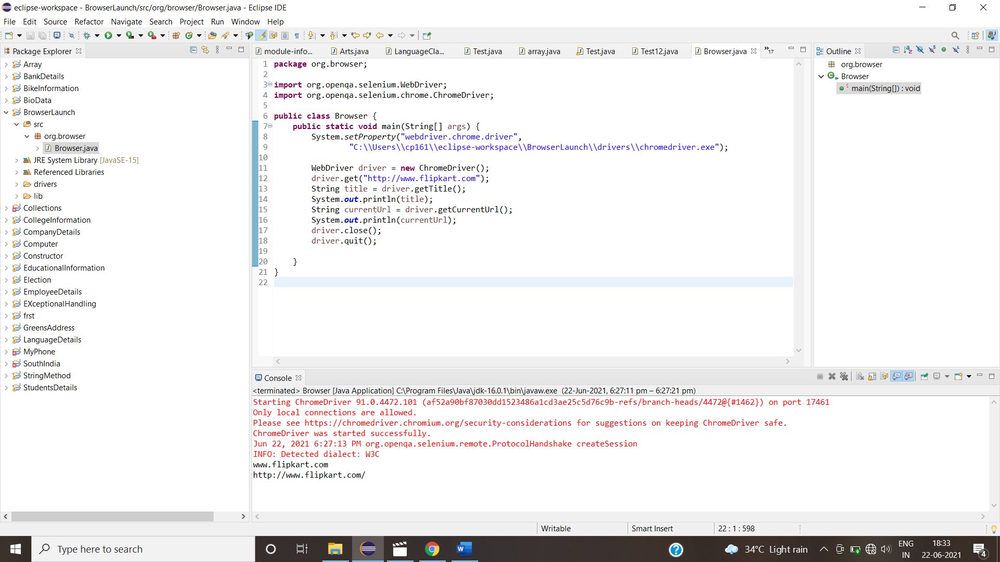 eclipse-workspace - BrowserLaunch/src/org/browser/Browser.java - Eclipse IDE
File Edit Source Refactor Navigate Search Project Run Window Help
Package Explorer
Array
BankDetails
BikeInformation
BioData
BrowserLaunch
src
org.browser
Browser.java
JRE System Library [JavaSE-15]
Referenced Libraries
drivers
lib
Collections
CollegeInformation
CompanyDetails
Computer
Constructor
EducationalInformation
Election
EmployeeDetails
EXceptionalHandling
frst
GreensAddress
LanguageDetails
MyPhone
SouthIndia
StringMethod
StudentsDetails
module-info... Arts.java LanguageCla... Test.java array.java Test.java Test12.java Browser.java »17
1 package org.browser;
2
3 import org.openqa.selenium.WebDriver;
4 import org.openqa.selenium.chrome.ChromeDriver;
5
6 public class Browser {
7 public static void main(String[] args) {
8 System.setProperty("webdriver.chrome.driver",
9 "C:\\Users\\cp161\\eclipse-workspace\\BrowserLaunch\\drivers\\chromedriver.exe");
10
11 WebDriver driver = new ChromeDriver();
12 driver.get("http://www.flipkart.com");
13 String title = driver.getTitle();
14 System.out.println(title);
15 String currentUrl = driver.getCurrentUrl();
16 System.out.println(currentUrl);
17 driver.close();
18 driver.quit();
19
20 }
21 }
22
Outline
org.browser
Browser
main(String[]) : void
Console
<terminated> Browser [Java Application] C:\Program Files\Java\jdk-16.0.1\bin\javaw.exe (22-Jun-2021, 6:27:11 pm – 6:27:21 pm)
Starting ChromeDriver 91.0.4472.101 (af52a90bf87030dd1523486a1cd3ae25c5d76c9b-refs/branch-heads/4472@{#1462}) on port 17461
Only local connections are allowed.
Please see https://chromedriver.chromium.org/security-considerations for suggestions on keeping ChromeDriver safe.
ChromeDriver was started successfully.
Jun 22, 2021 6:27:13 PM org.openqa.selenium.remote.ProtocolHandshake createSession
INFO: Detected dialect: W3C
www.flipkart.com
http://www.flipkart.com/
Writable Smart Insert 22 : 1 : 598
Type here to search
34°C Light rain
ENG
IN
18:33
22-06-2021
4